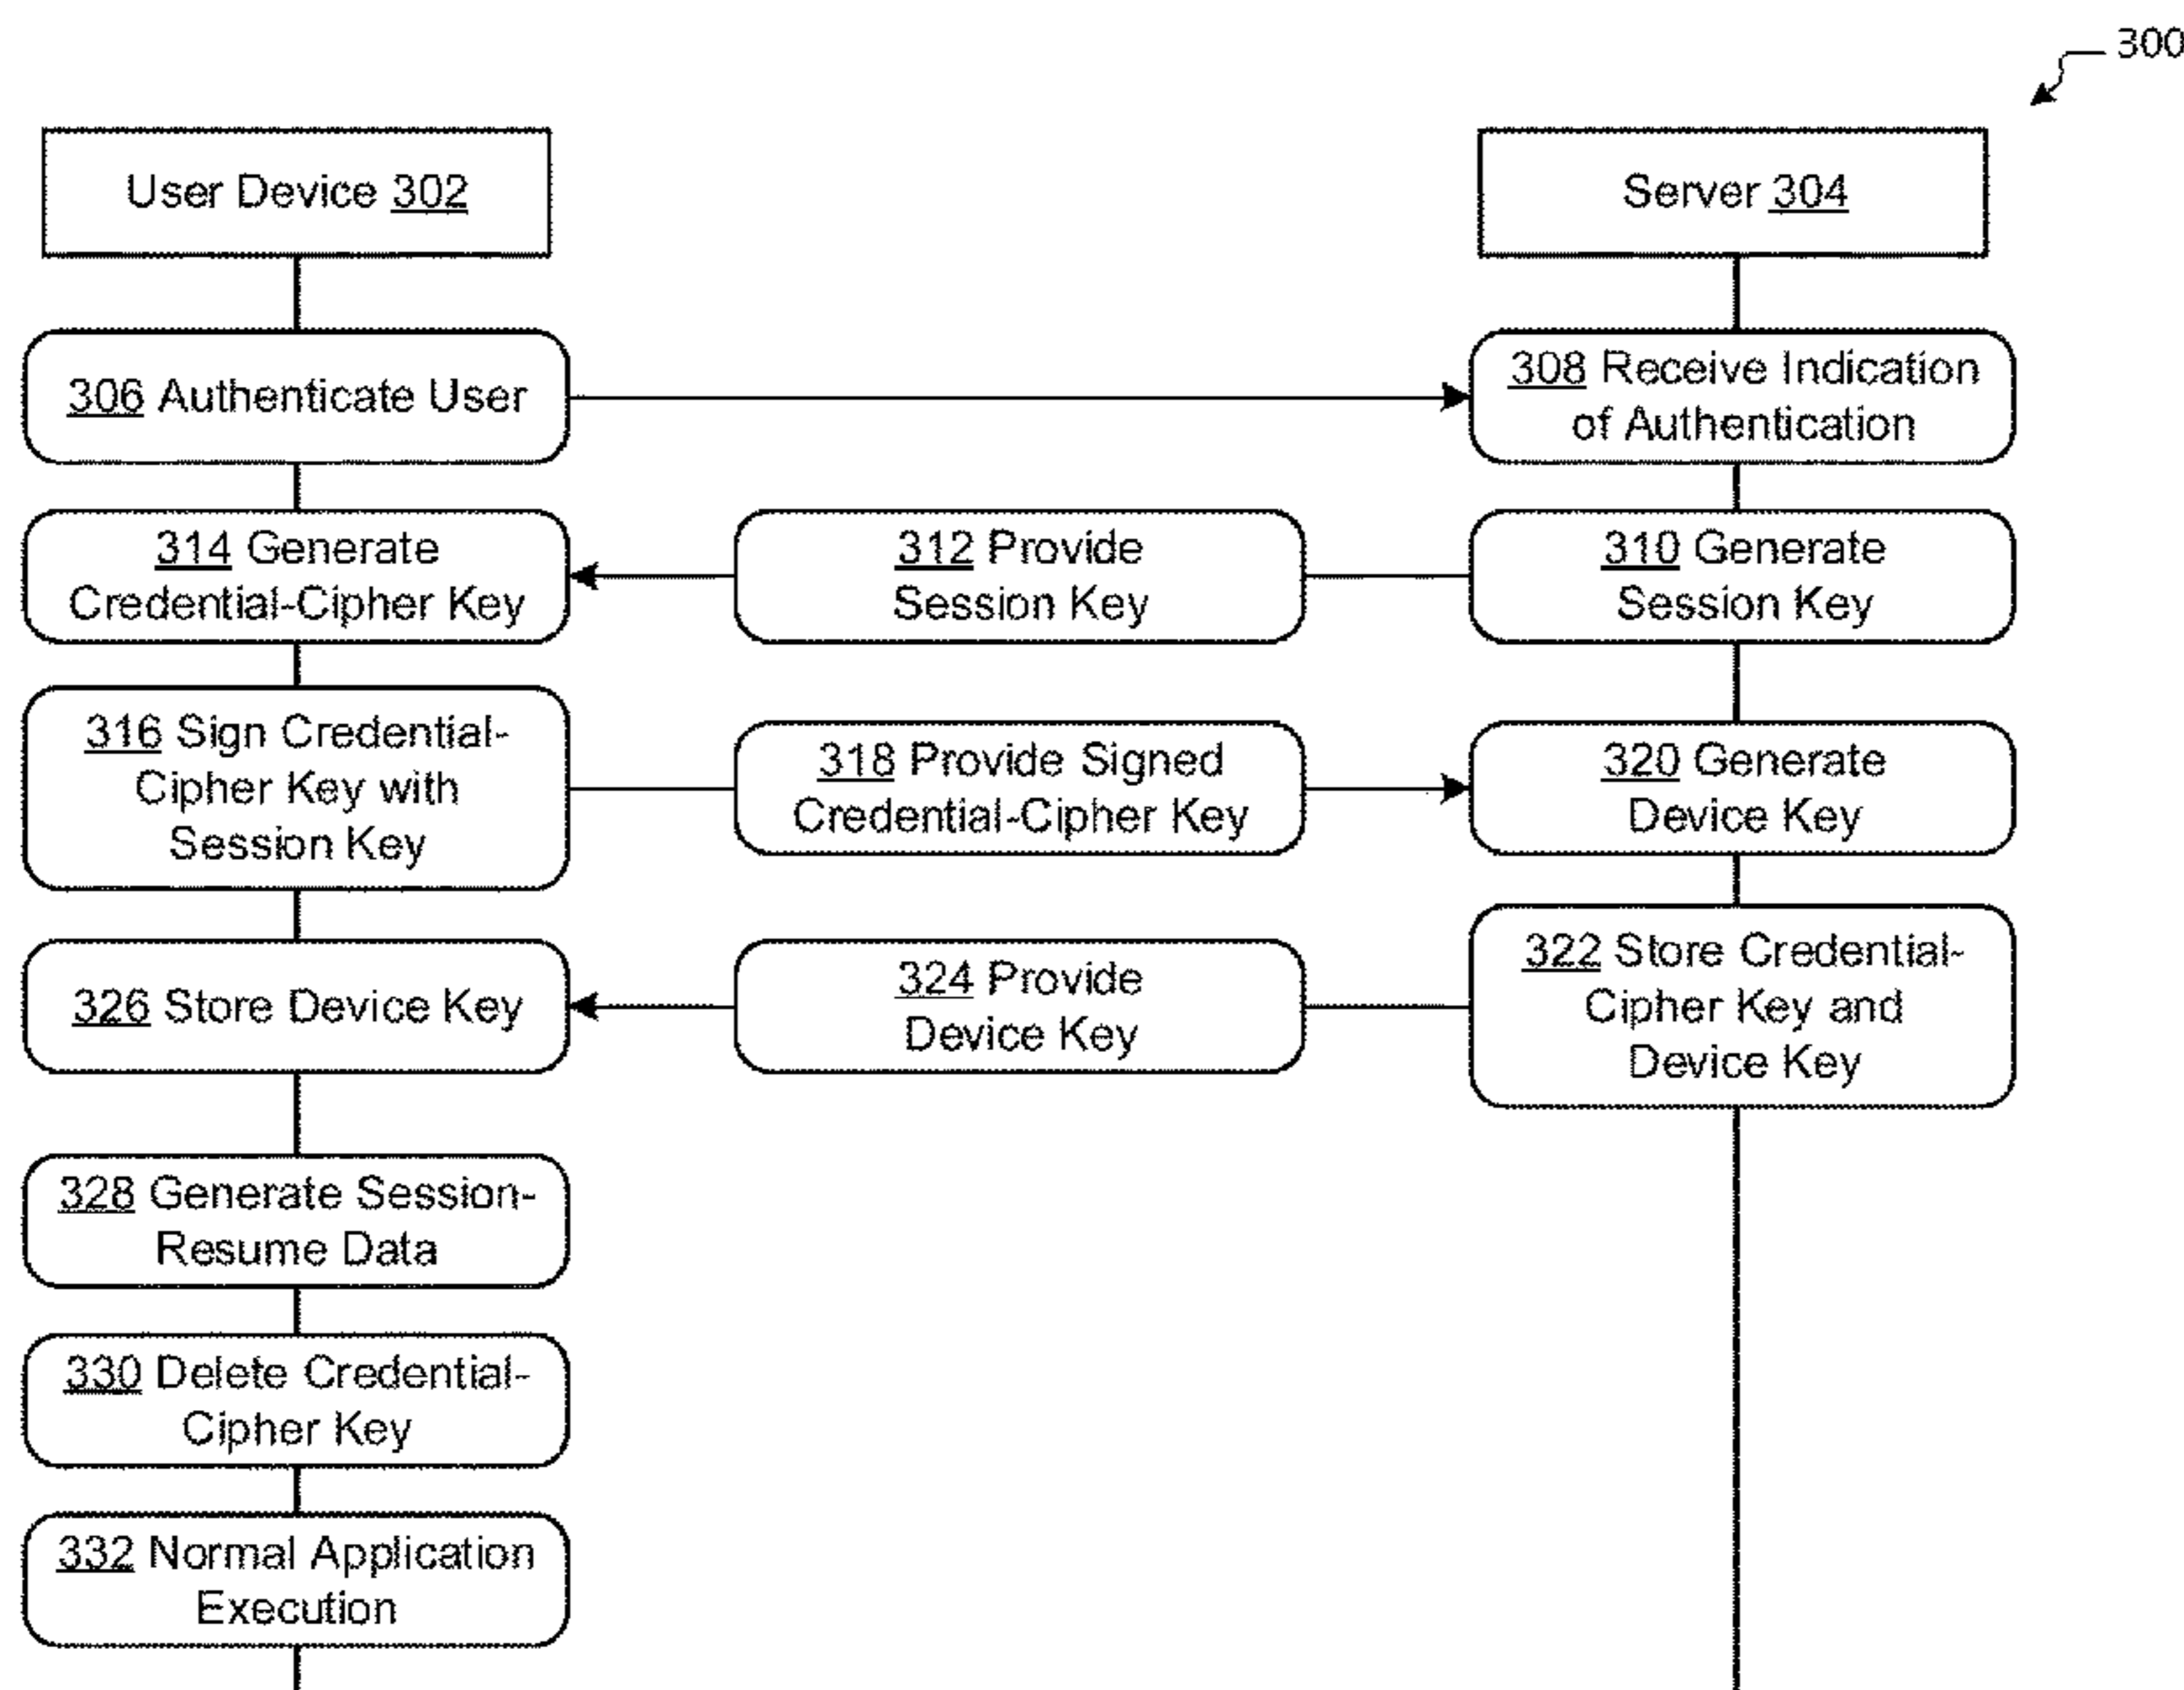 300
User Device 302
Server 304
306 Authenticate User
308 Receive Indication
of Authentication
314 Generate
Credential-Cipher Key
312 Provide
Session Key
310 Generate
Session Key
316 Sign Credential-
Cipher Key with
Session Key
318 Provide Signed
Credential-Cipher Key
320 Generate
Device Key
326 Store Device Key
324 Provide
Device Key
322 Store Credential-
Cipher Key and
Device Key
328 Generate Session-
Resume Data
330 Delete Credential-
Cipher Key
332 Normal Application
Execution